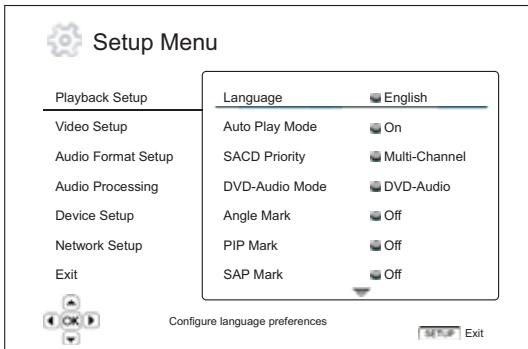 Setup Menu
Playback Setup
Video Setup
Audio Format Setup
Audio Processing
Device Setup
Network Setup
Exit
Language English
Auto Play Mode On
SACD Priority Multi-Channel
DVD-Audio Mode DVD-Audio
Angle Mark Off
PIP Mark Off
SAP Mark Off
OK
Configure language preferences
SETUP Exit